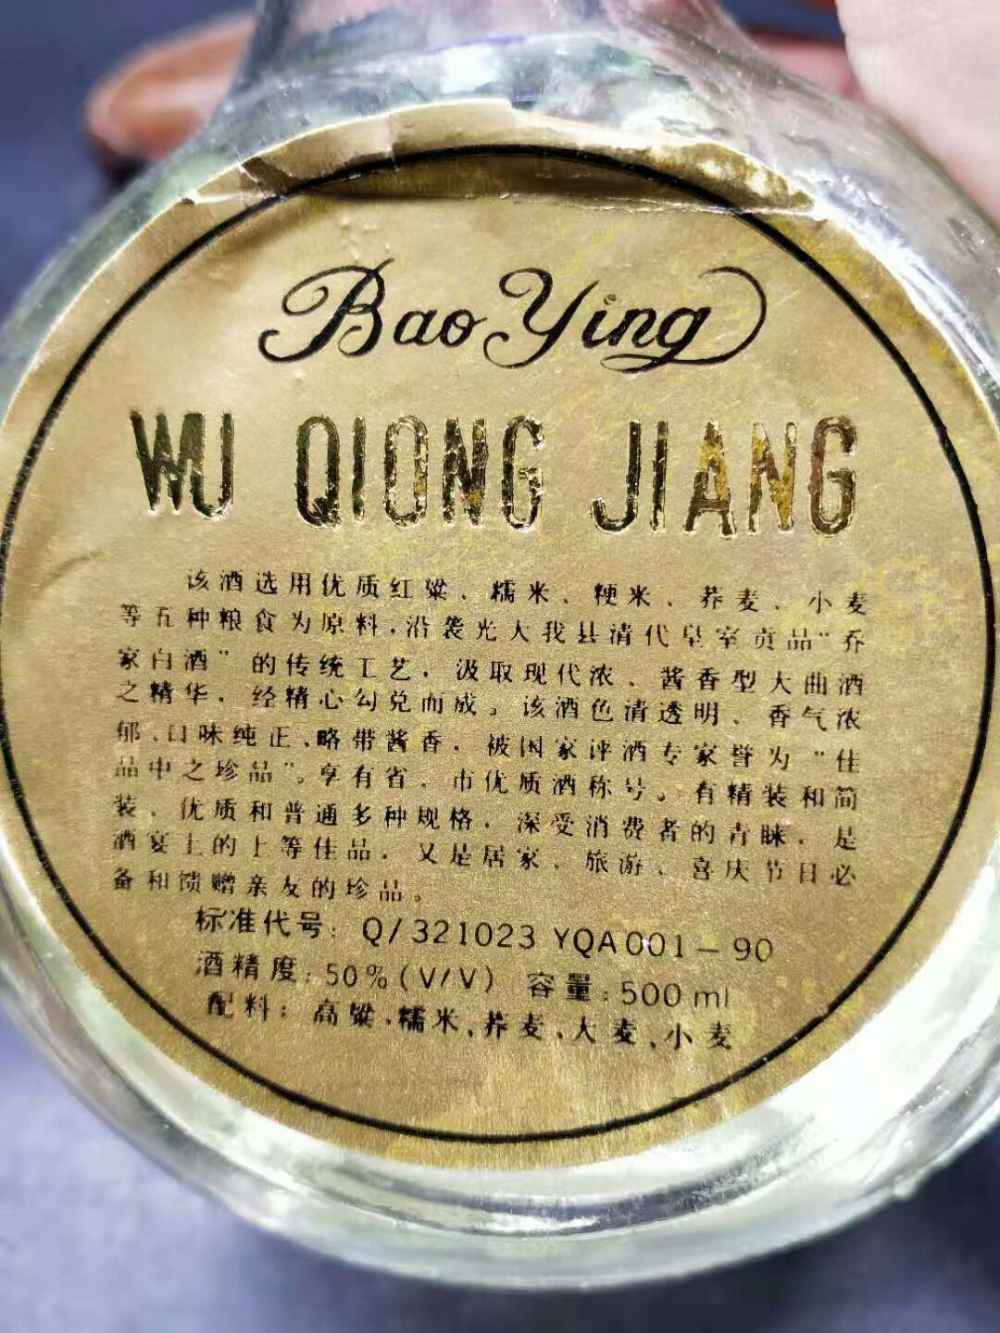 Bao Ying
WU QIONG JIANG
该酒选用优质红粱、糯米、粳米、荞麦、小麦
等五种粮食为原料，沿袭光大我县清代皇室贡品“乔
家白酒”的传统工艺，汲取现代浓、酱香型大曲酒
之精华，经精心勾兑而成。该酒色清透明、香气浓
郁、口味纯正、略带酱香，被国家评酒专家誉为“佳
品中之珍品”。享有省、市优质酒称号。有精装和简
装、优质和普通多种规格，深受消费者的青睐，是
酒宴上的上等佳品，又是居家、旅游、喜庆节日必
备和馈赠亲友的珍品。
标准代号：Q/321023 YQA001-90
酒精度：50%(V/V) 容量：500ml
配料：高粱、糯米、荞麦、大麦、小麦